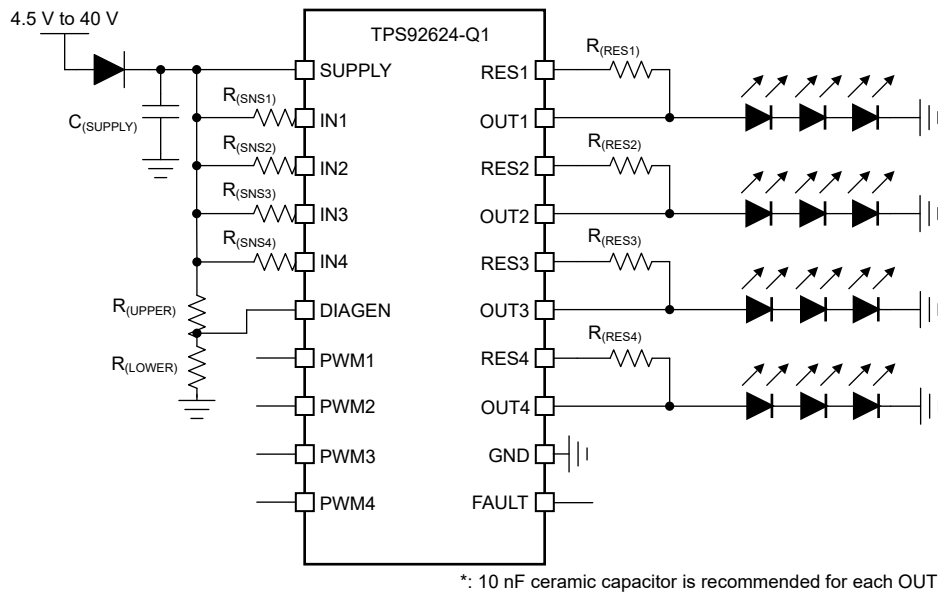 4.5 V to 40 V
TPS92624-Q1
SUPPLY
C(SUPPLY)
R(SNS1)
IN1
R(SNS2)
IN2
R(SNS3)
IN3
R(SNS4)
IN4
R(UPPER)
DIAGEN
R(LOWER)
PWM1
PWM2
PWM3
PWM4
RES1
R(RES1)
OUT1
RES2
R(RES2)
OUT2
RES3
R(RES3)
OUT3
RES4
R(RES4)
OUT4
GND
FAULT
*: 10 nF ceramic capacitor is recommended for each OUT